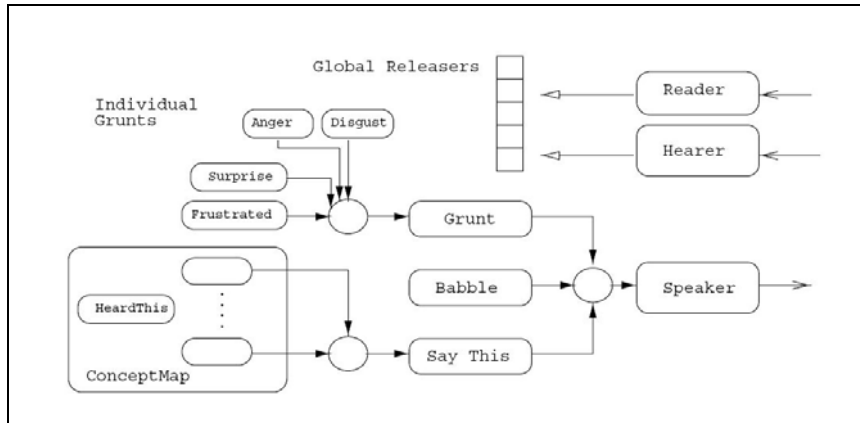 Global Releasers
Reader
Individual
Grunts
Anger
Disgust
Hearer
Surprise
Frustrated
Grunt
HeardThis
Babble
Speaker
Say This
ConceptMap